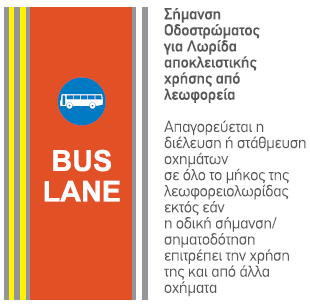 BUS
LANE
Σήμανση
Οδοστρώματος
για Λωρίδα
αποκλειστικής
χρήσης από
λεωφορεία
Απαγορεύεται η
διέλευση ή στάθμευση
οχημάτων
σε όλο το μήκος της
λεωφορειολωρίδας
εκτός εάν
η οδική σήμανση/
σηματοδότηση
επιτρέπει την χρήση
της και από άλλα
οχήματα